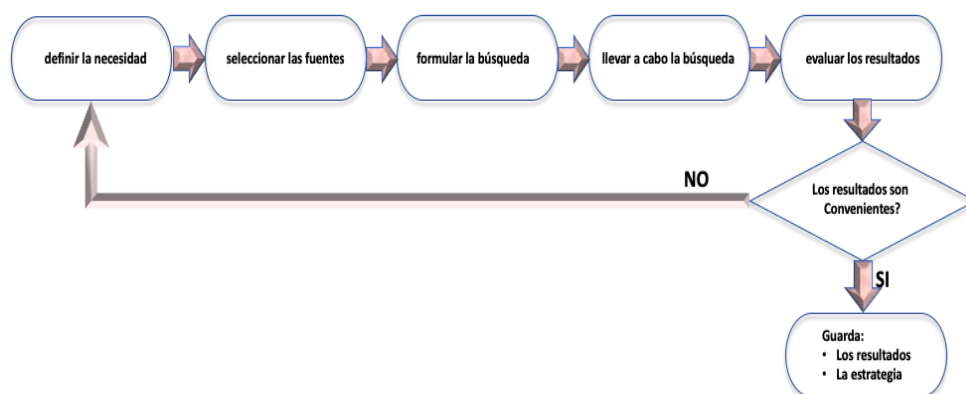 definir la necesidad
seleccionar las fuentes
formular la búsqueda
llevar a cabo la búsqueda
evaluar los resultados
NO
Los resultados son
Convenientes?
SI
Guarda:
• Los resultados
• La estrategia